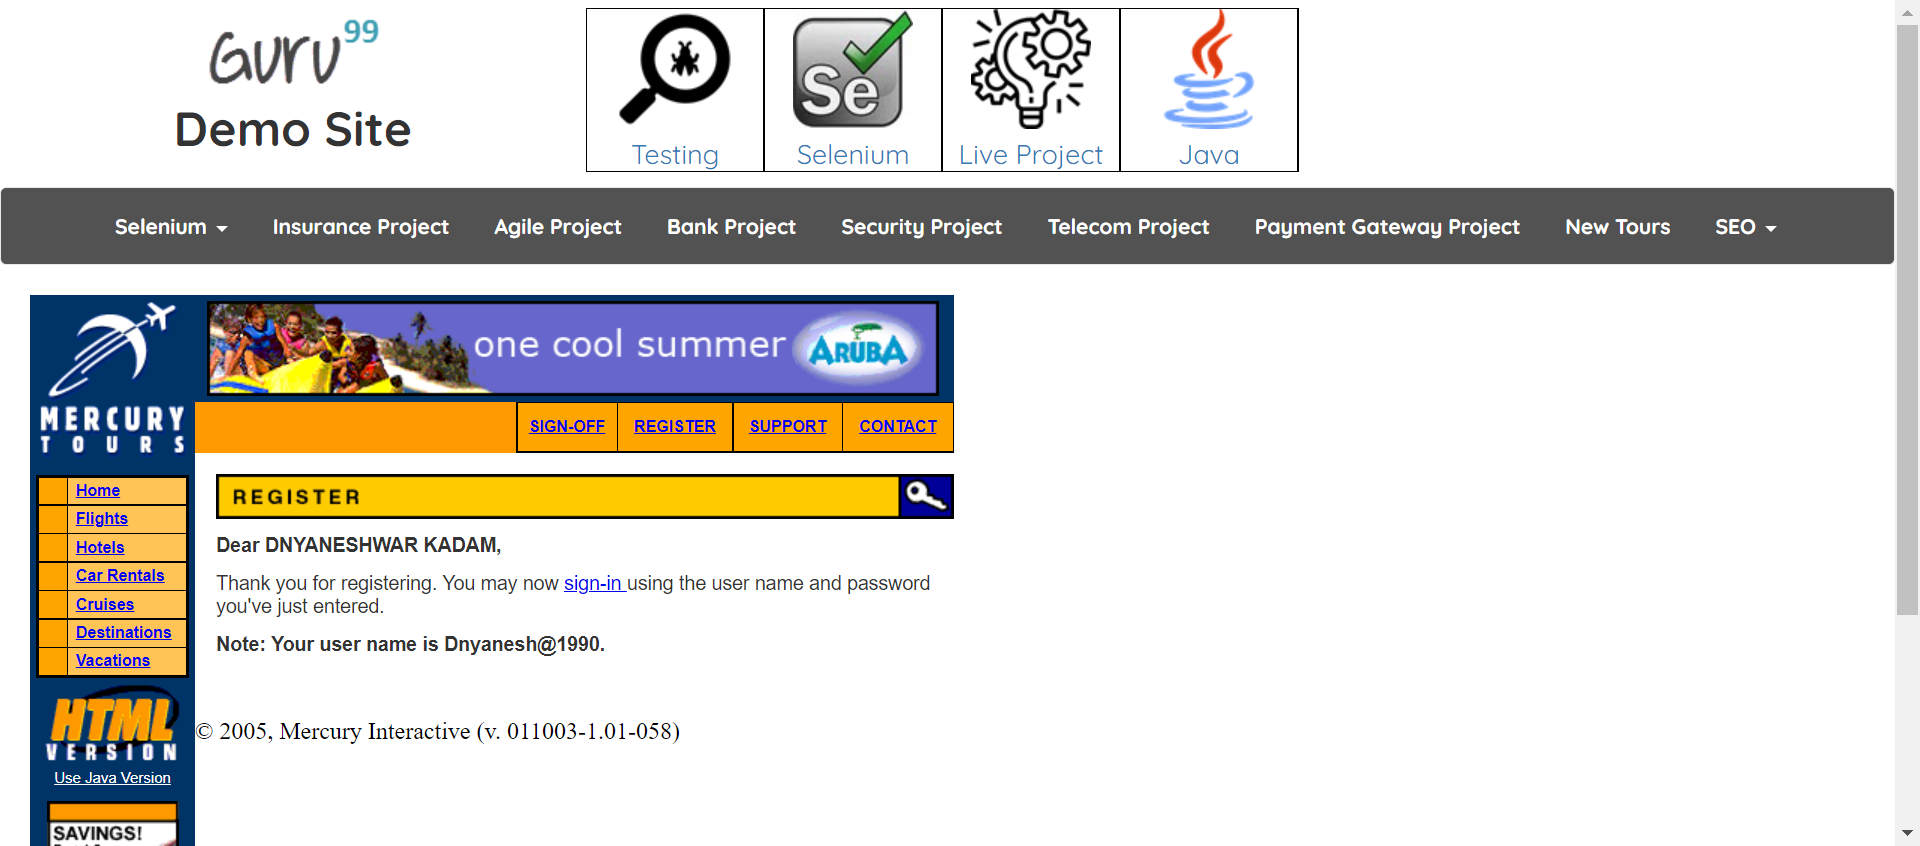 Guru99
Demo Site
Se
Testing
Selenium
Live Project
Java
Selenium
Insurance Project
Agile Project
Bank Project
Security Project
Telecom Project
Payment Gateway Project
New Tours
SEO
one cool summer
ARUBA
MERCURY
TOURS
SIGN-OFF
REGISTER
SUPPORT
CONTACT
Home
Flights
Hotels
Car Rentals
Cruises
Destinations
Vacations
HTML
VERSION
Use Java Version
SAVINGS!
REGISTER
Dear DNYANESHWAR KADAM,
Thank you for registering. You may now sign-in using the user name and password
you've just entered.
Note: Your user name is Dnyanesh@1990.
© 2005, Mercury Interactive (v. 011003-1.01-058)